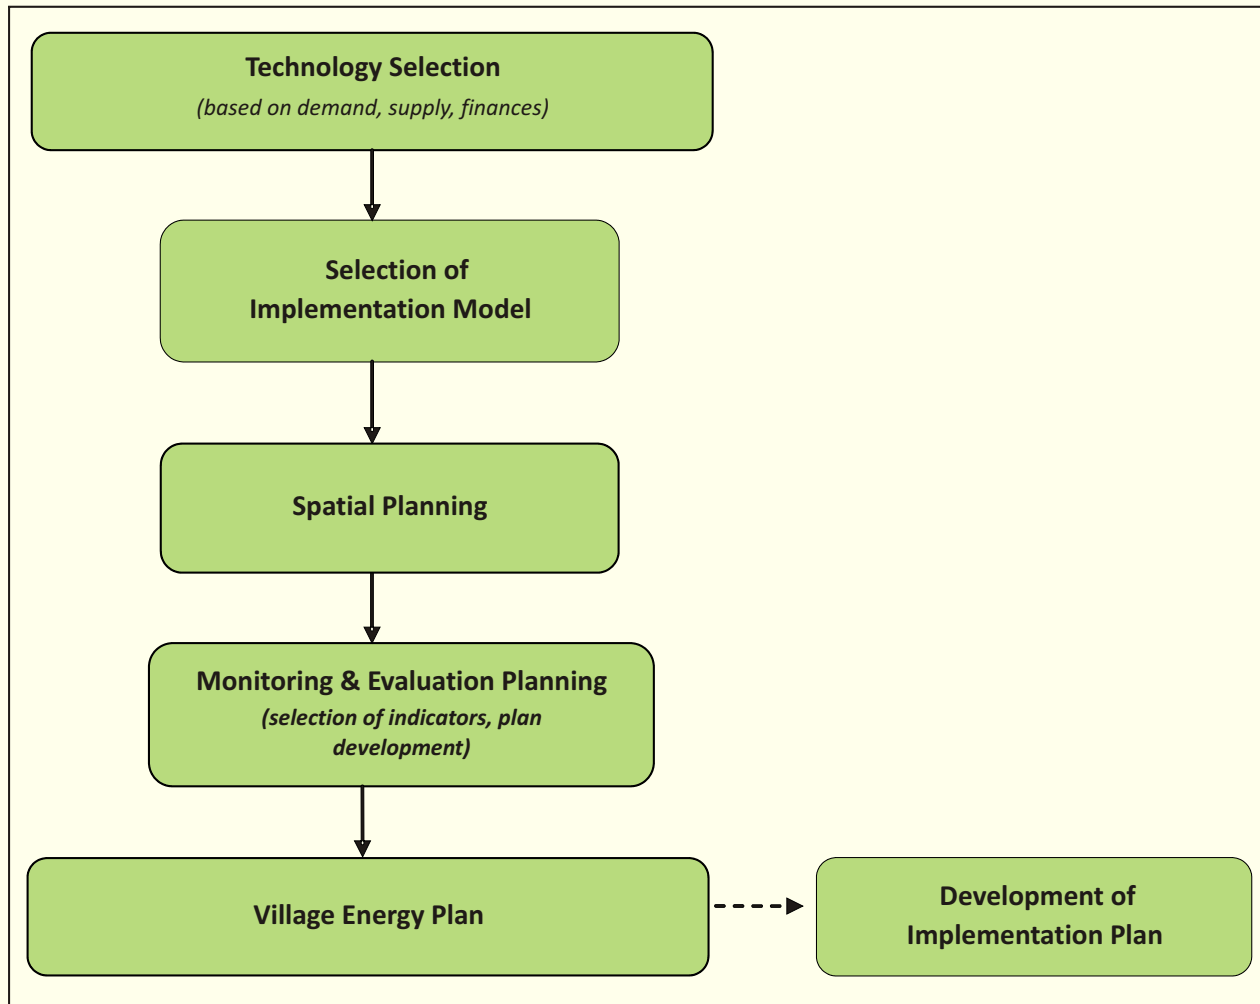 Technology Selection
(based on demand, supply, finances)
Selection of
Implementation Model
Spatial Planning
Monitoring & Evaluation Planning
(selection of indicators, plan
development)
Village Energy Plan
Development of
Implementation Plan